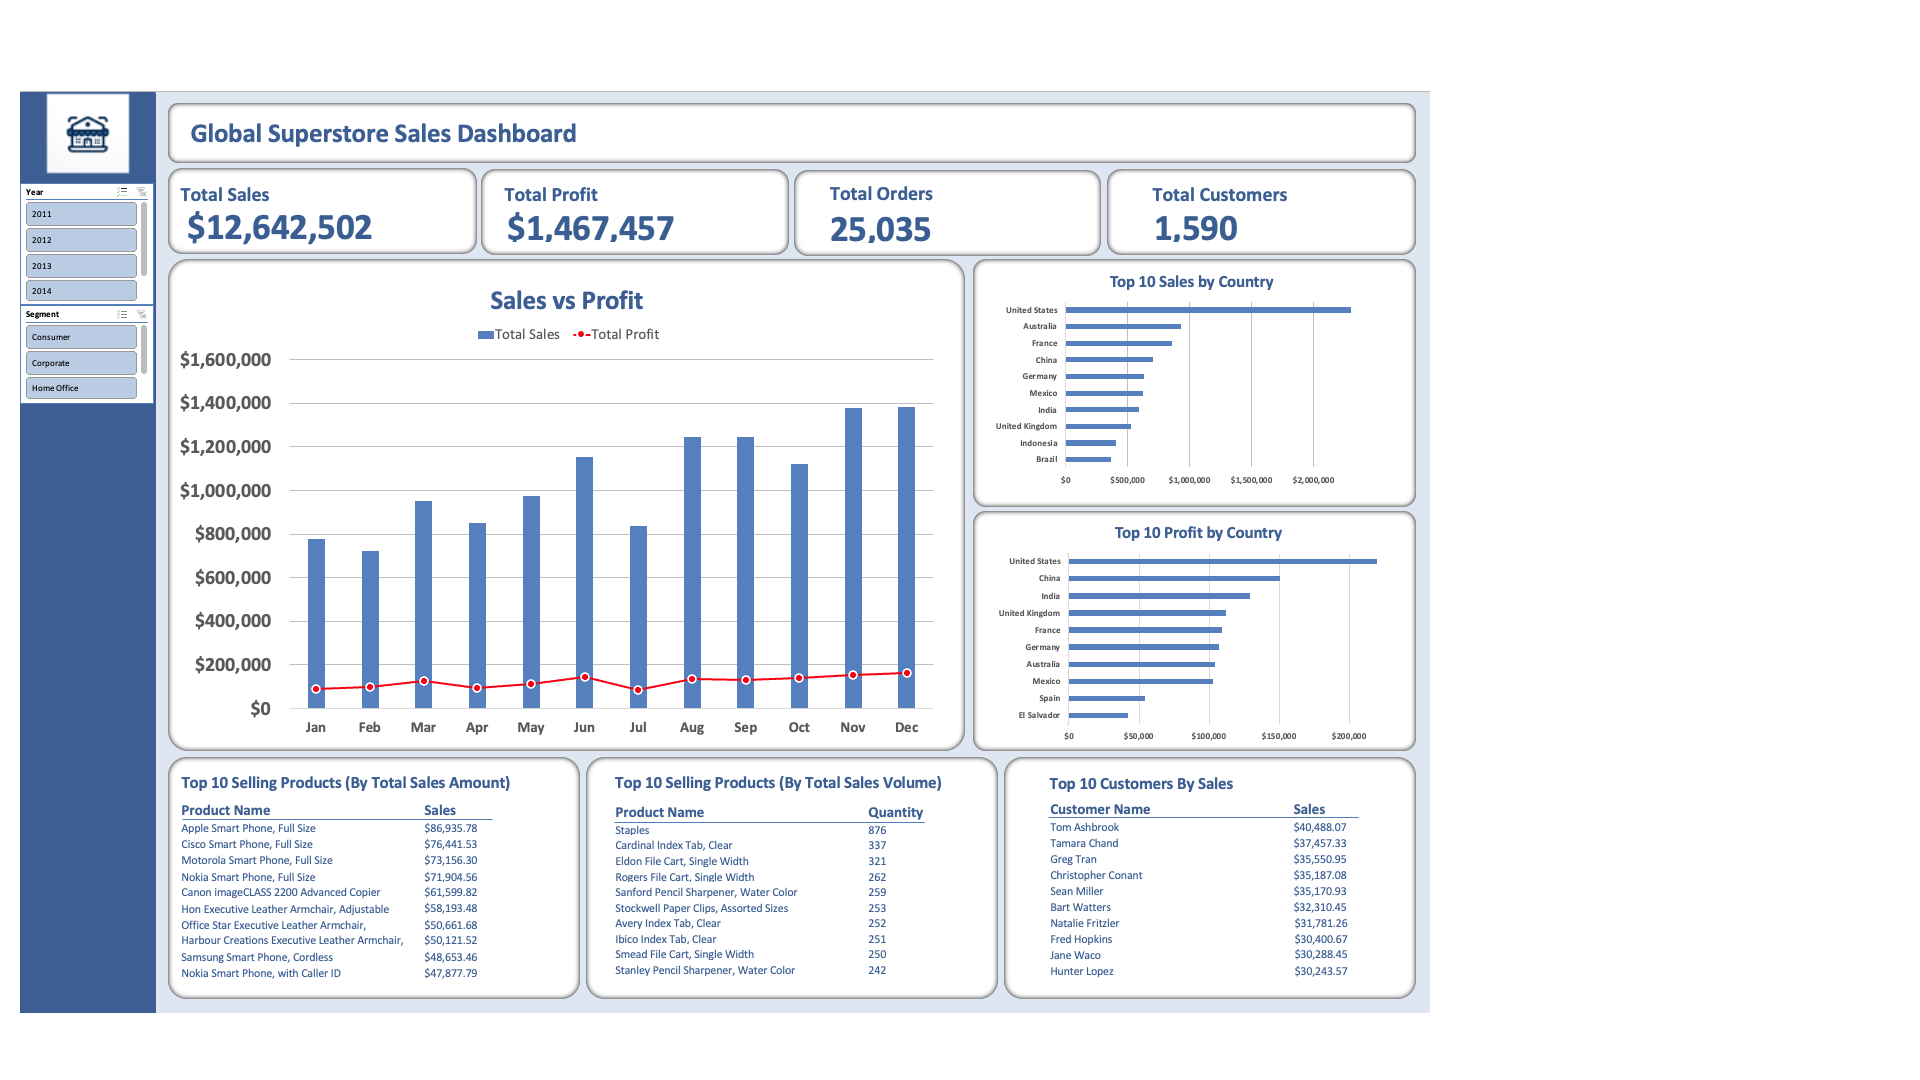 Global Superstore Sales Dashboard
Year
2011
2012
2013
2014
Segment
Consumer
Corporate
Home Office
Total Sales
$12,642,502
Total Profit
$1,467,457
Total Orders
25,035
Total Customers
1,590
Sales vs Profit
Total Sales Total Profit
$1,600,000
$1,400,000
$1,200,000
$1,000,000
$800,000
$600,000
$400,000
$200,000
$0
Jan Feb Mar Apr May Jun Jul Aug Sep Oct Nov Dec
Top 10 Sales by Country
United States
Australia
France
China
Germany
Mexico
India
United Kingdom
Indonesia
Brazil
$0 $500,000 $1,000,000 $1,500,000 $2,000,000
Top 10 Profit by Country
United States
China
India
United Kingdom
France
Germany
Australia
Mexico
Spain
El Salvador
$0 $50,000 $100,000 $150,000 $200,000
Top 10 Selling Products (By Total Sales Amount)
Product Name Sales
Apple Smart Phone, Full Size $86,935.78
Cisco Smart Phone, Full Size $76,441.53
Motorola Smart Phone, Full Size $73,156.30
Nokia Smart Phone, Full Size $71,904.56
Canon imageCLASS 2200 Advanced Copier $61,599.82
Hon Executive Leather Armchair, Adjustable $58,193.48
Office Star Executive Leather Armchair, $50,661.68
Harbour Creations Executive Leather Armchair, $50,121.52
Samsung Smart Phone, Cordless $48,653.46
Nokia Smart Phone, with Caller ID $47,877.79
Top 10 Selling Products (By Total Sales Volume)
Product Name Quantity
Staples 876
Cardinal Index Tab, Clear 337
Eldon File Cart, Single Width 321
Rogers File Cart, Single Width 262
Sanford Pencil Sharpener, Water Color 259
Stockwell Paper Clips, Assorted Sizes 253
Avery Index Tab, Clear 252
Ibico Index Tab, Clear 251
Smead File Cart, Single Width 250
Stanley Pencil Sharpener, Water Color 242
Top 10 Customers By Sales
Customer Name Sales
Tom Ashbrook $40,488.07
Tamara Chand $37,457.33
Greg Tran $35,550.95
Christopher Conant $35,187.08
Sean Miller $35,170.93
Bart Watters $32,310.45
Natalie Fritzler $31,781.26
Fred Hopkins $30,400.67
Jane Waco $30,288.45
Hunter Lopez $30,243.57